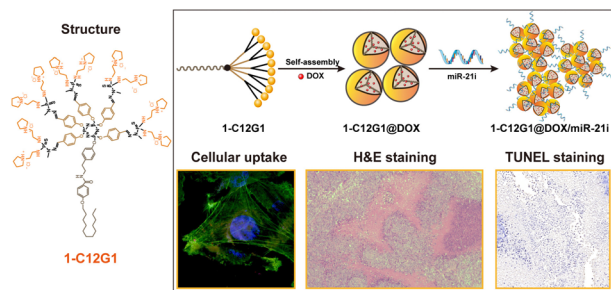 Structure
1-C12G1
Self-assembly
DOX
miR-21i
1-C12G1
1-C12G1@DOX
1-C12G1@DOX/miR-21i
Cellular uptake
H&E staining
TUNEL staining